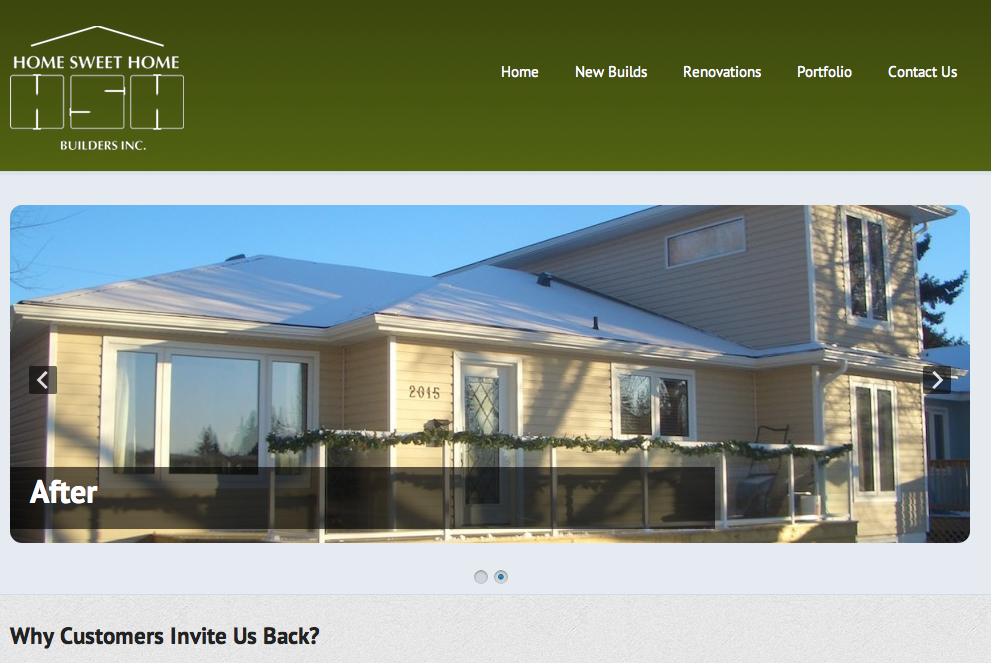 HOME SWEET HOME
HSH
BUILDERS INC.
Home New Builds Renovations Portfolio Contact Us
2015
After
Why Customers Invite Us Back?